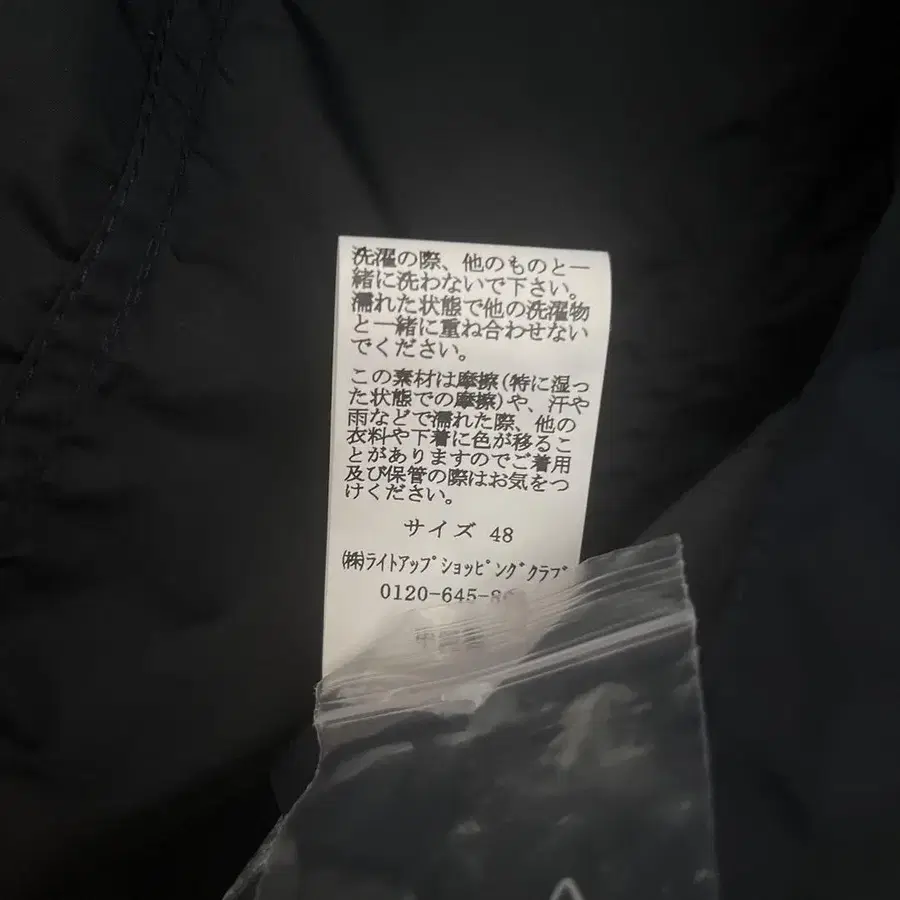 洗濯の際、他のものと一
緒に洗わないで下さい。
濡れた状態で他の洗濯物
と一緒に重ね合わせない
でください。
この素材は摩擦(特に湿っ
た状態での摩擦)や、汗や
雨などで濡れた際、他の
衣料や下着に色が移るこ
とがありますのでご着用
及び保管の際はお気をつ
けください。
サイズ 48
㈱ライトアップショッピングクラブ
0120-645-8